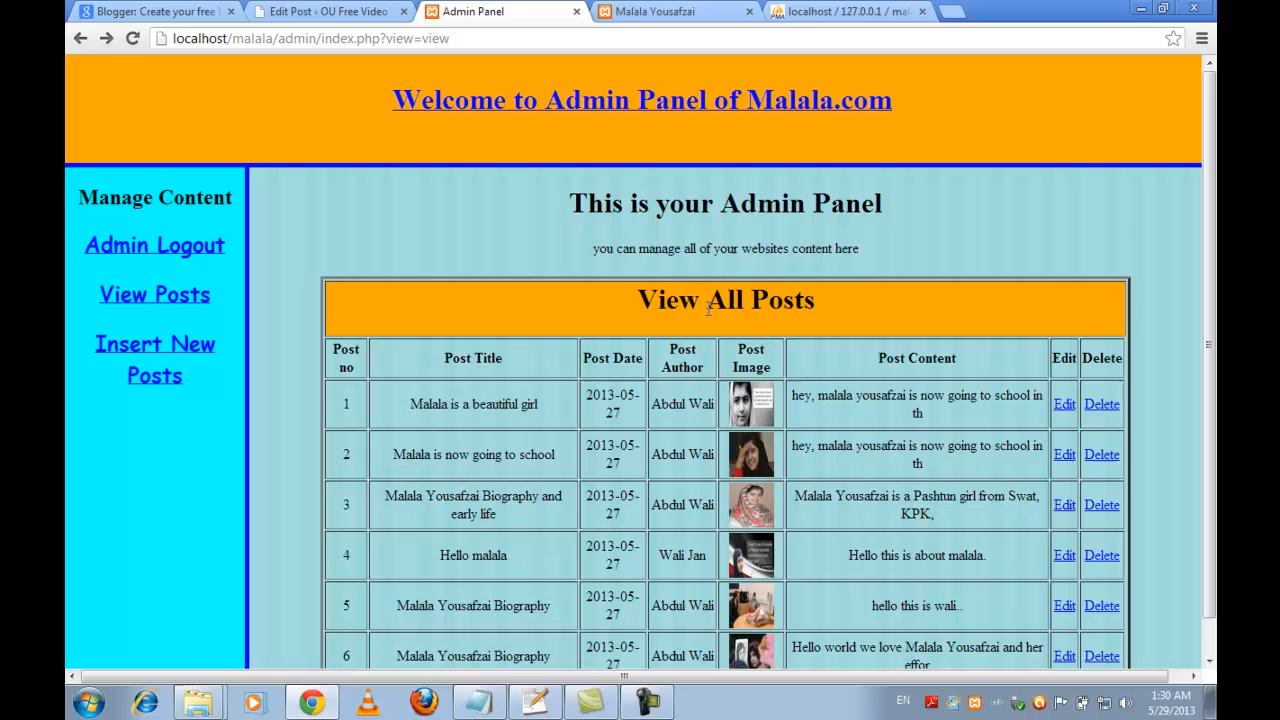 Blogger: Create your free
Edit Post ‹ OU Free Video
Admin Panel
Malala Yousafzai
localhost / 127.0.0.1 / mal
localhost/malala/admin/index.php?view=view
Welcome to Admin Panel of Malala.com
Manage Content
Admin Logout
View Posts
Insert New
Posts
This is your Admin Panel
you can manage all of your websites content here
View All Posts
Post no Post Title Post Date Post Author Post Image Post Content Edit Delete
1 Malala is a beautiful girl 2013-05-27 Abdul Wali hey, malala yousafzai is now going to school in th Edit Delete
2 Malala is now going to school 2013-05-27 Abdul Wali hey, malala yousafzai is now going to school in th Edit Delete
3 Malala Yousafzai Biography and early life 2013-05-27 Abdul Wali Malala Yousafzai is a Pashtun girl from Swat, KPK, Edit Delete
4 Hello malala 2013-05-27 Wali Jan Hello this is about malala. Edit Delete
5 Malala Yousafzai Biography 2013-05-27 Abdul Wali hello this is wali.. Edit Delete
6 Malala Yousafzai Biography 2013-05-27 Abdul Wali Hello world we love Malala Yousafzai and her effor Edit Delete
EN
1:30 AM
5/29/2013